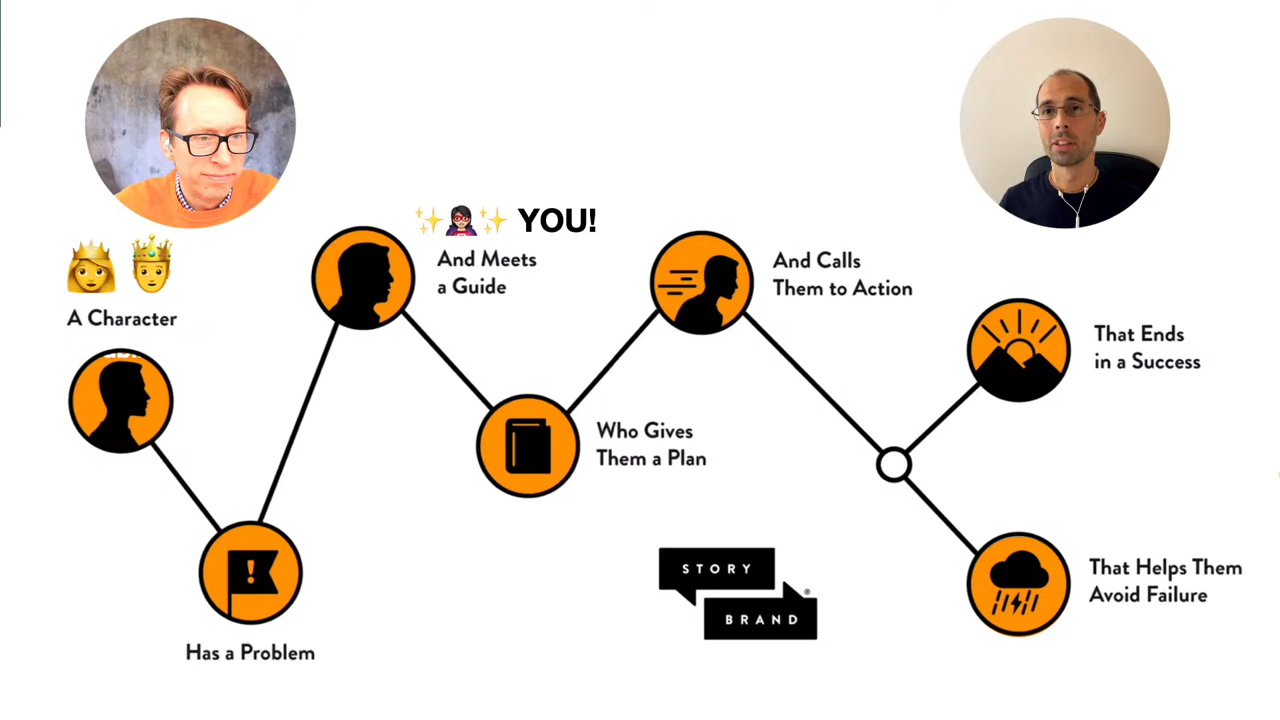 YOU!
And Meets
a Guide
And Calls
Them to Action
A Character
That Ends
in a Success
Who Gives
Them a Plan
STORY
BRAND
®
That Helps Them
Avoid Failure
Has a Problem